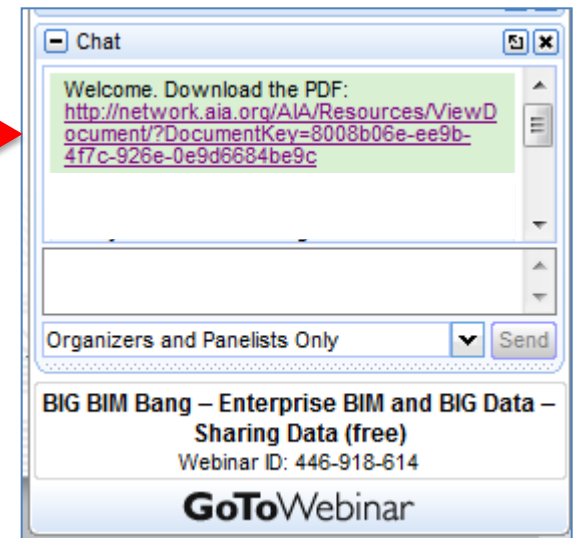 Chat
Welcome. Download the PDF:
http://network.aia.org/AIA/Resources/ViewD
ocument/?DocumentKey=8008b06e-ee9b-
4f7c-926e-0e9d6684be9c
Organizers and Panelists Only
Send
BIG BIM Bang – Enterprise BIM and BIG Data –
Sharing Data (free)
Webinar ID: 446-918-614
GoToWebinar